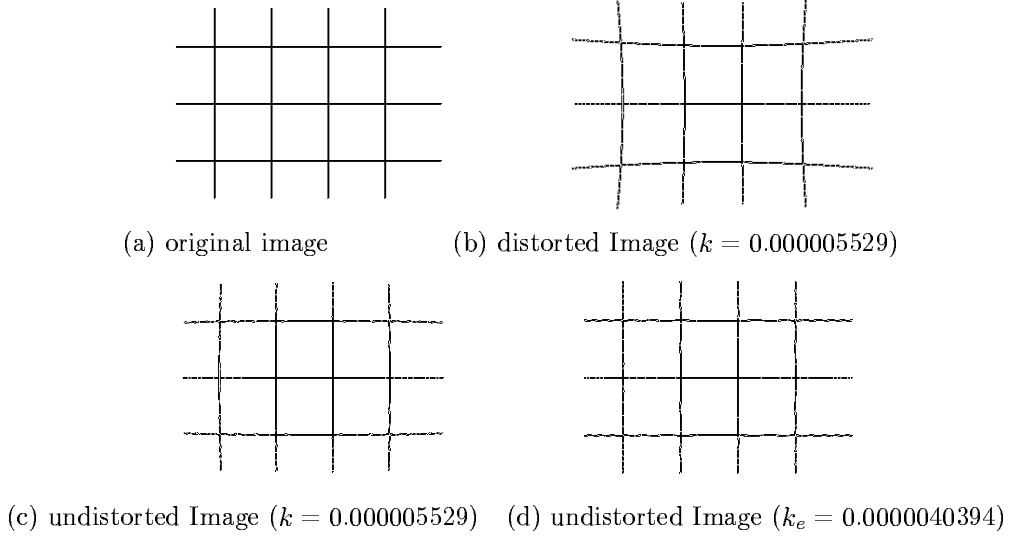 (a) original image
(b) distorted Image (k = 0.000005529)
(c) undistorted Image (k = 0.000005529)
(d) undistorted Image (kₑ = 0.0000040394)